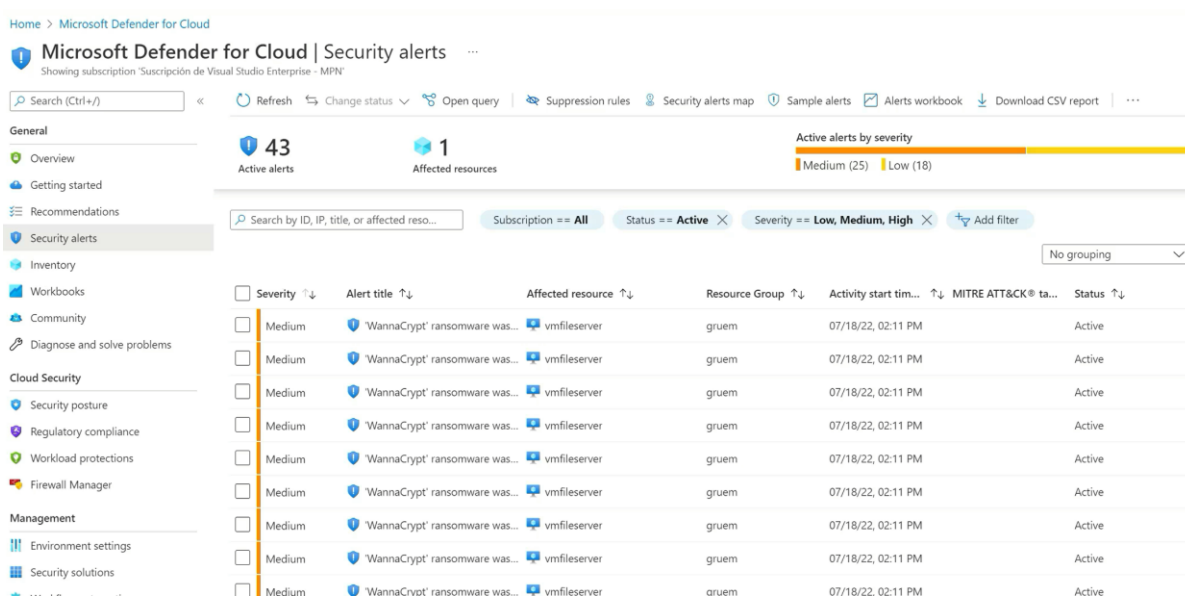 Home > Microsoft Defender for Cloud
Microsoft Defender for Cloud | Security alerts ...
Showing subscription 'Suscripción de Visual Studio Enterprise - MPN'
Search (Ctrl+/) «
Refresh Change status Open query Suppression rules Security alerts map Sample alerts Alerts workbook Download CSV report ...
General
Overview
Getting started
Recommendations
Security alerts
Inventory
Workbooks
Community
Diagnose and solve problems
Cloud Security
Security posture
Regulatory compliance
Workload protections
Firewall Manager
Management
Environment settings
Security solutions
43
Active alerts
1
Affected resources
Active alerts by severity
Medium (25) Low (18)
Search by ID, IP, title, or affected reso... Subscription == All Status == Active Severity == Low, Medium, High Add filter
No grouping
Severity Alert title Affected resource Resource Group Activity start tim... MITRE ATT&CK® ta... Status
Medium 'WannaCrypt' ransomware was... vmfileserver gruem 07/18/22, 02:11 PM Active
Medium 'WannaCrypt' ransomware was... vmfileserver gruem 07/18/22, 02:11 PM Active
Medium 'WannaCrypt' ransomware was... vmfileserver gruem 07/18/22, 02:11 PM Active
Medium 'WannaCrypt' ransomware was... vmfileserver gruem 07/18/22, 02:11 PM Active
Medium 'WannaCrypt' ransomware was... vmfileserver gruem 07/18/22, 02:11 PM Active
Medium 'WannaCrypt' ransomware was... vmfileserver gruem 07/18/22, 02:11 PM Active
Medium 'WannaCrypt' ransomware was... vmfileserver gruem 07/18/22, 02:11 PM Active
Medium 'WannaCrypt' ransomware was... vmfileserver gruem 07/18/22, 02:11 PM Active
Medium 'WannaCrypt' ransomware was... vmfileserver gruem 07/18/22, 02:11 PM Active